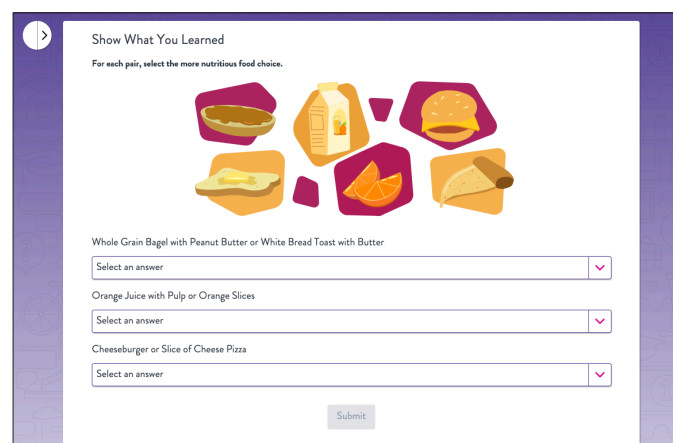 Show What You Learned
For each pair, select the more nutritious food choice.
Whole Grain Bagel with Peanut Butter or White Bread Toast with Butter
Select an answer
Orange Juice with Pulp or Orange Slices
Select an answer
Cheeseburger or Slice of Cheese Pizza
Select an answer
Submit